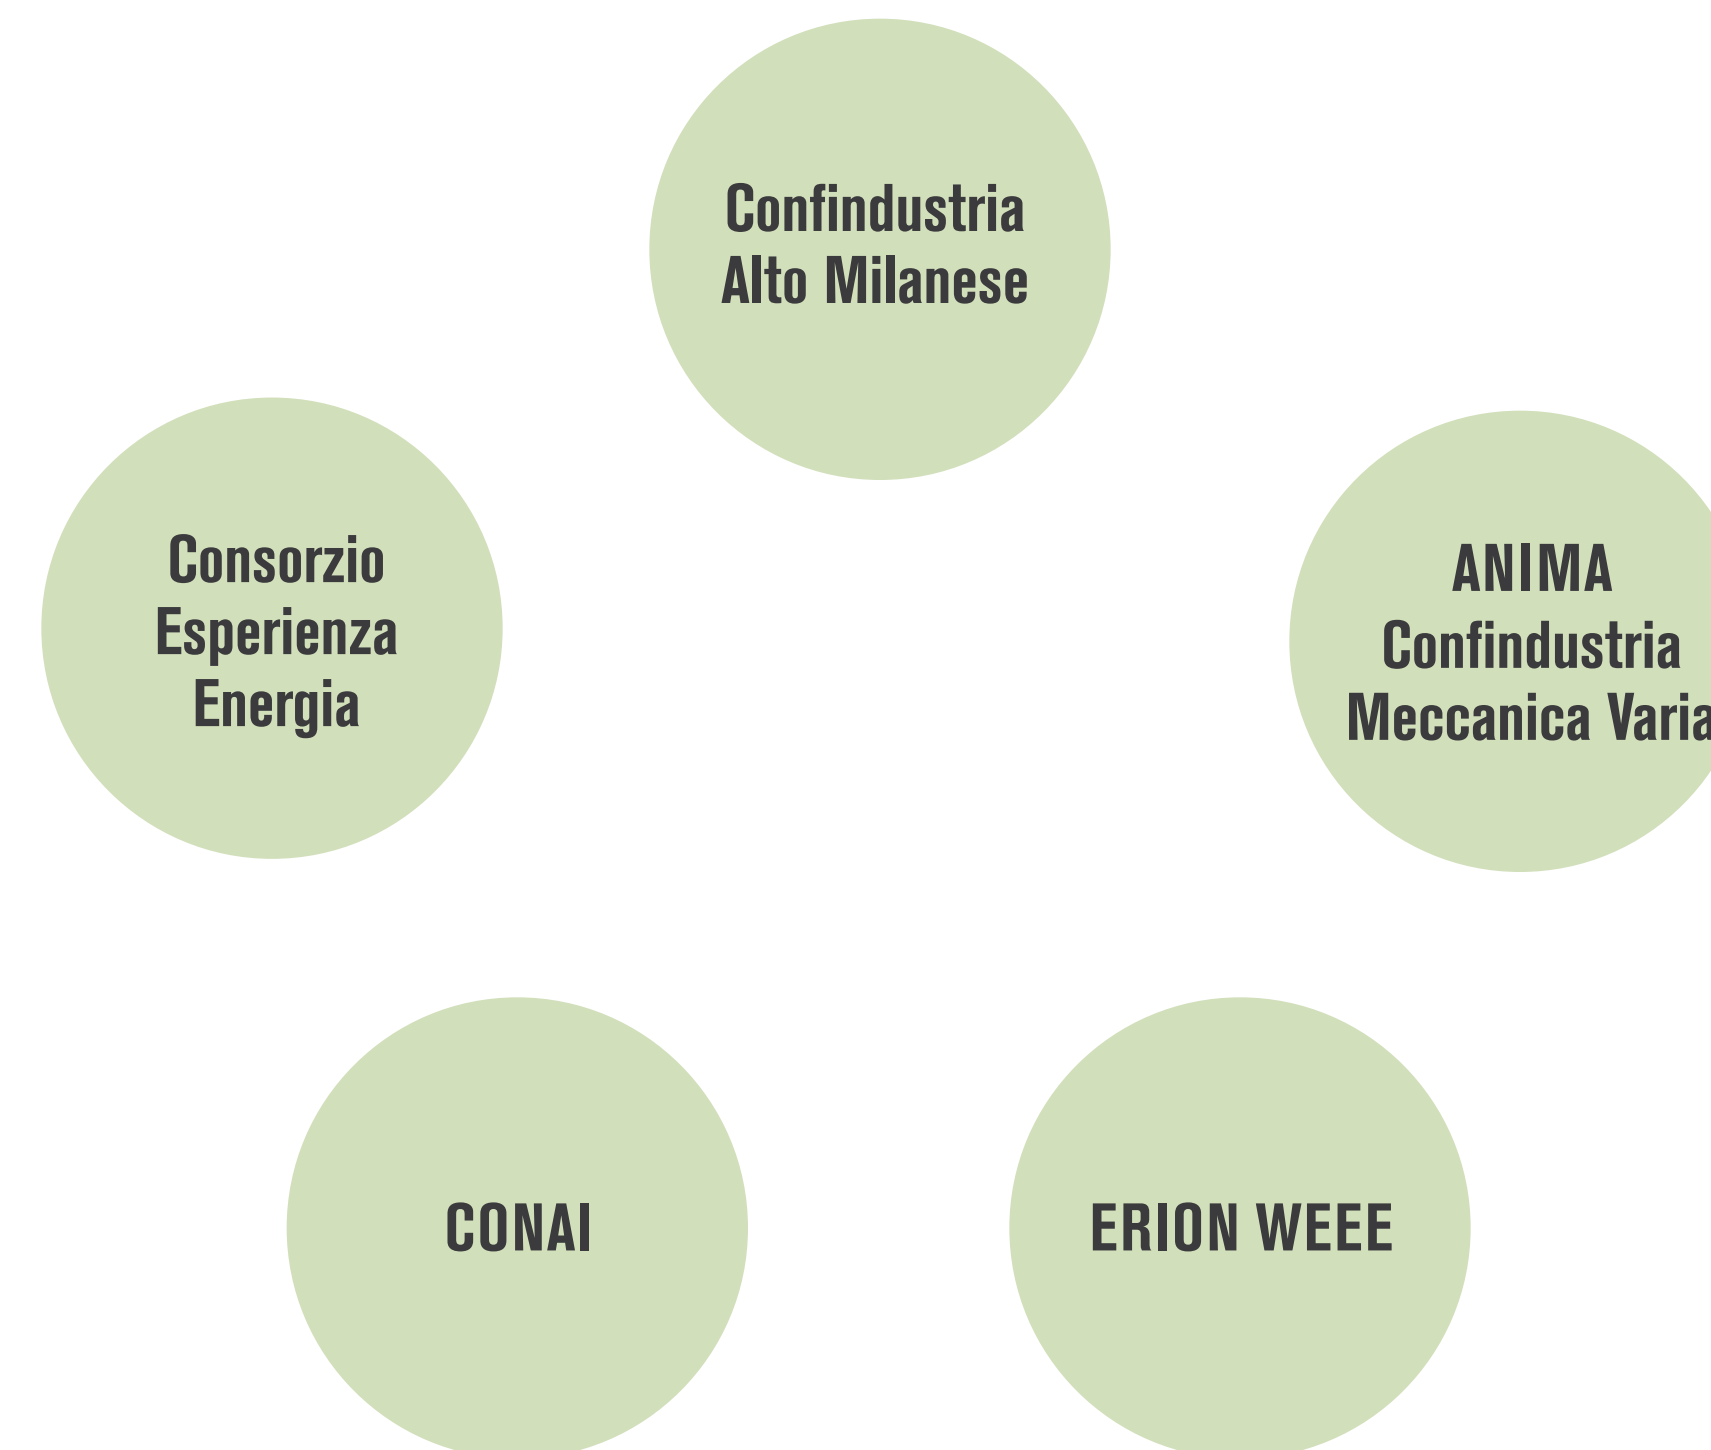 Confindustria
Alto Milanese
Consorzio
Esperienza
Energia
ANIMA
Confindustria
Meccanica Varia
CONAI
ERION WEEE